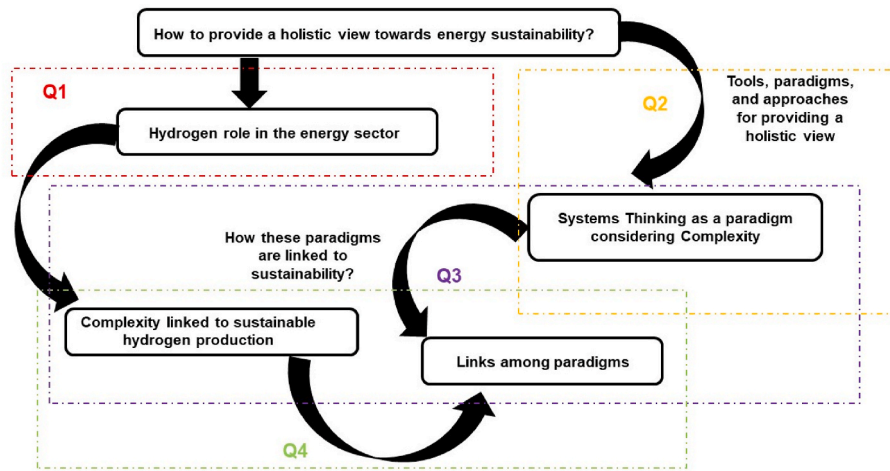 How to provide a holistic view towards energy sustainability?
Q1
Hydrogen role in the energy sector
Q2
Tools, paradigms,
and approaches
for providing a
holistic view
Systems Thinking as a paradigm
considering Complexity
How these paradigms
are linked to
sustainability?
Q3
Complexity linked to sustainable
hydrogen production
Links among paradigms
Q4